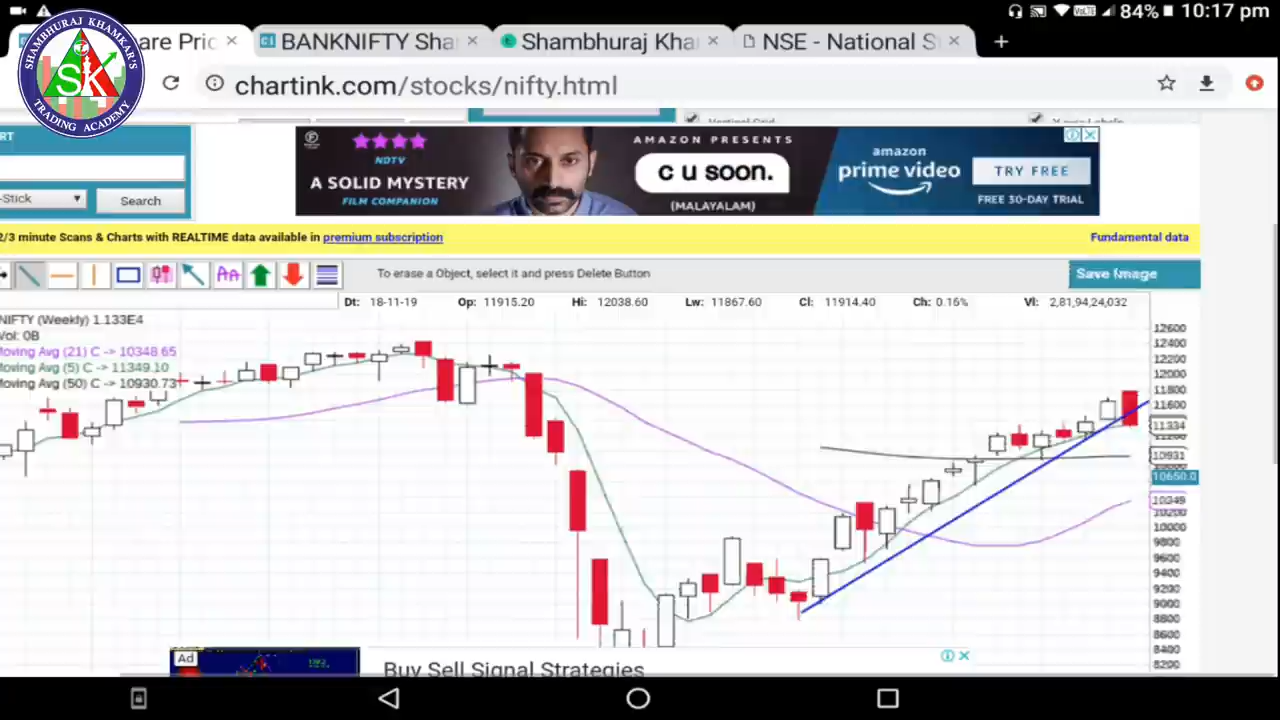 84% 10:17 pm
SHAMBHURAJ KHAMKAR'S
SK
TRADING ACADEMY
are Pric × BANKNIFTY Sha × Shambhuraj Kha × NSE - National S ×
chartink.com/stocks/nifty.html
-Stick
Search
NDTV
A SOLID MYSTERY
FILM COMPANION
AMAZON PRESENTS
c u soon.
(MALAYALAM)
amazon
prime video
TRY FREE
FREE 30-DAY TRIAL
2/3 minute Scans & Charts with REALTIME data available in premium subscription
Fundamental data
To erase a Object, select it and press Delete Button
Save Image
Dt: 18-11-19 Op: 11915.20 Hi: 12038.60 Lw: 11867.60 Cl: 11914.40 Ch: 0.15% Vl: 2,81,94,24,032
NIFTY (Weekly) 1.133E4
Vol: 0B
Moving Avg (21) C -> 10348.65
Moving Avg (5) C -> 11349.10
Moving Avg (50) C -> 10930.73
12600
12400
12200
12000
11800
11600
11334
10931
10650.0
10349
10200
10000
9800
9600
9400
9200
9000
8800
8600
8400
8200
Ad
Buy Sell Signal Strategies